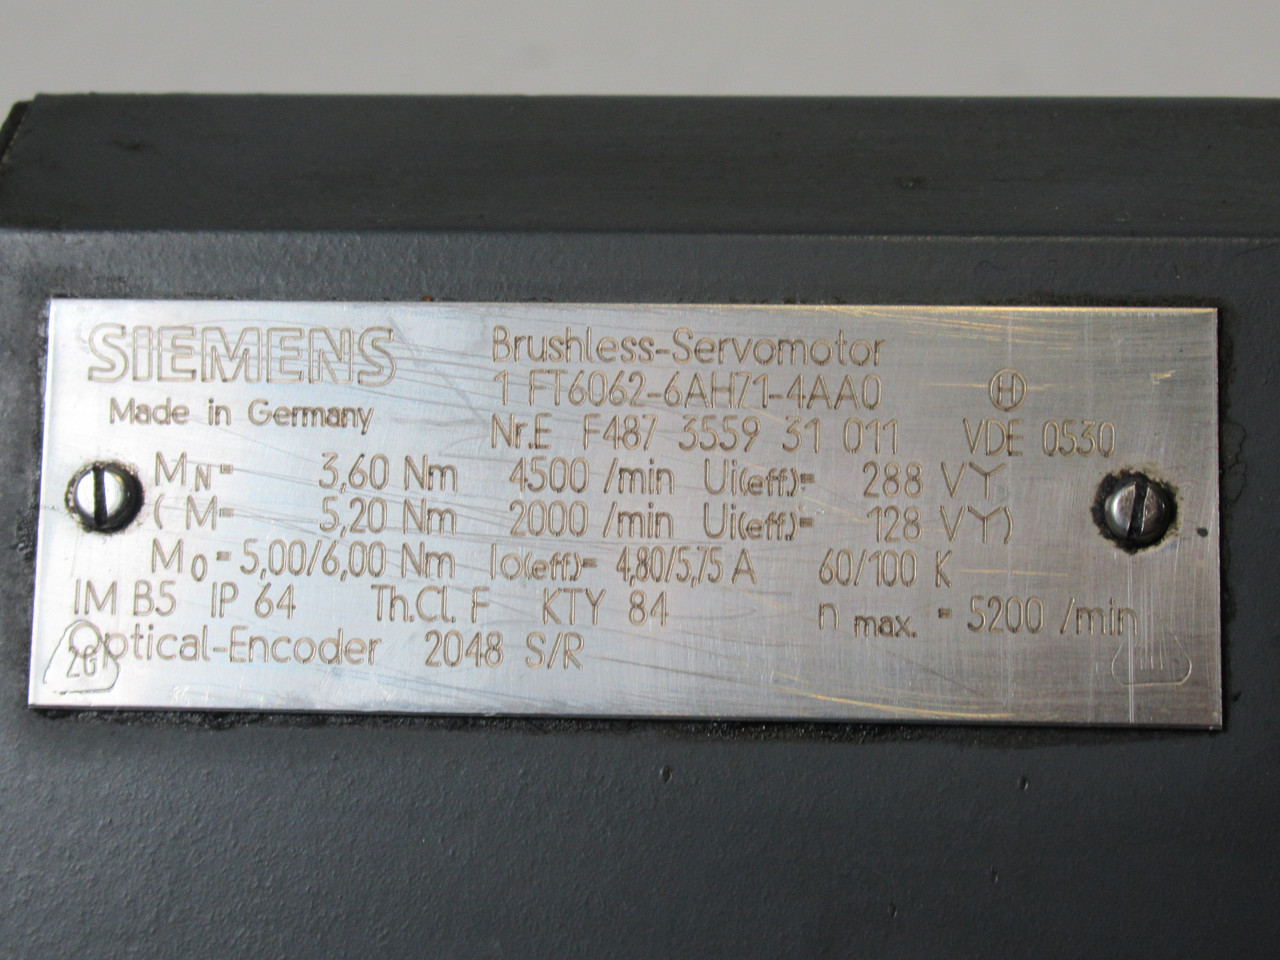 SIEMENS
Made in Germany
Brushless-Servomotor
1 FT6062-6AH71-4AA0 H
Nr.E F487 3559 31 011 VDE 0530
MN= 3,60 Nm 4500 /min Ui(eff)= 288 VY
(M= 5,20 Nm 2000 /min Ui(eff)= 128 VY)
Mo=5,00/6,00 Nm Io(eff)= 4,80/5,75 A 60/100 K
IM B5 IP 64 Th.Cl. F KTY 84 n max. = 5200 /min
Optical-Encoder 2048 S/R